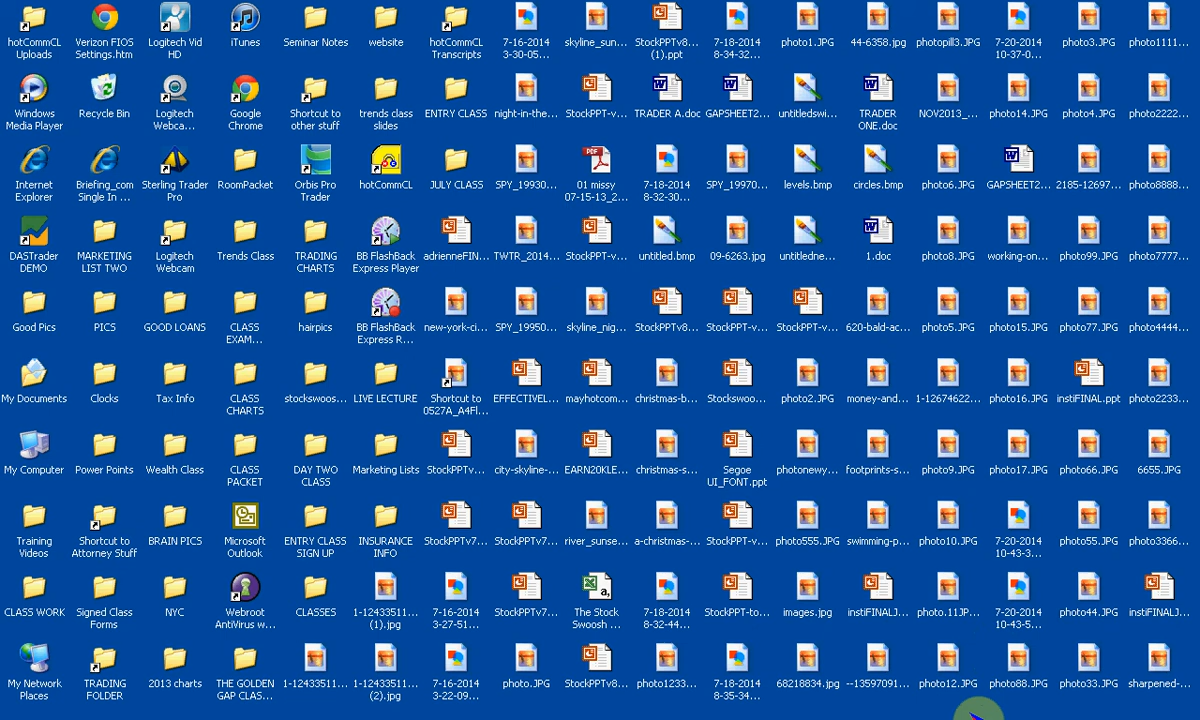 hotCommCL
Uploads
Verizon FIOS
Settings.htm
Logitech Vid
HD
iTunes
Seminar Notes
website
hotCommCL
Transcripts
7-16-2014
3-30-05...
skyline_sun...
StockPPTv8...
(1).ppt
7-18-2014
8-34-32...
photo1.JPG
44-6358.jpg
photopill3.JPG
7-20-2014
10-37-0...
photo3.JPG
photo1111...
Windows
Media Player
Recycle Bin
Logitech
Webca...
Google
Chrome
Shortcut to
other stuff
trends class
slides
ENTRY CLASS
night-in-the...
StockPPT-v...
TRADER A.doc
GAPSHEET2...
untitledswi...
TRADER
ONE.doc
NOV2013_...
photo14.JPG
photo4.JPG
photo2222...
Internet
Explorer
Briefing_com
Single In ...
Sterling Trader
Pro
RoomPacket
Orbis Pro
Trader
hotCommCL
JULY CLASS
SPY_19930...
01 missy
07-15-13_2...
7-18-2014
8-32-30...
SPY_19970...
levels.bmp
circles.bmp
photo6.JPG
GAPSHEET2...
2185-12697...
photo8888...
DASTrader
DEMO
MARKETING
LIST TWO
Logitech
Webcam
Trends Class
TRADING
CHARTS
BB FlashBack
Express Player
adrienneFIN...
TWTR_2014...
StockPPT-v...
untitled.bmp
09-6263.jpg
untitledne...
1.doc
photo8.JPG
working-on...
photo99.JPG
photo7777...
Good Pics
PICS
GOOD LOANS
CLASS
EXAM...
hairpics
BB FlashBack
Express R...
new-york-ci...
SPY_19950...
skyline_nig...
StockPPTv8...
StockPPT-v...
StockPPT-v...
620-bald-ac...
photo5.JPG
photo15.JPG
photo77.JPG
photo4444...
My Documents
Clocks
Tax Info
CLASS
CHARTS
stockswoos...
LIVE LECTURE
Shortcut to
0527A_A4Fl...
EFFECTIVEL...
mayhotcom...
christmas-b...
Stockswoo...
photo2.JPG
money-and...
1-12674622...
photo16.JPG
instiFINAL.ppt
photo2233...
My Computer
Power Points
Wealth Class
CLASS
PACKET
DAY TWO
CLASS
Marketing Lists
StockPPTv...
city-skyline-...
EARN20KLE...
christmas-s...
Segoe
UI_FONT.ppt
photonewy...
footprints-s...
photo9.JPG
photo17.JPG
photo66.JPG
6655.JPG
Training
Videos
Shortcut to
Attorney Stuff
BRAIN PICS
Microsoft
Outlook
ENTRY CLASS
SIGN UP
INSURANCE
INFO
StockPPTv7...
StockPPTv7...
river_sunse...
a-christmas-...
StockPPT-v...
photo555.JPG
swimming-p...
photo10.JPG
7-20-2014
10-43-3...
photo55.JPG
photo3366...
CLASS WORK
Signed Class
Forms
NYC
Webroot
AntiVirus w...
CLASSES
1-12433511...
(1).jpg
7-16-2014
3-27-51...
StockPPTv7...
The Stock
Swoosh ...
7-18-2014
8-32-44...
StockPPT-to...
images.jpg
instiFINALJ...
photo.11JP...
7-20-2014
10-43-5...
photo44.JPG
instiFINALJ...
My Network
Places
TRADING
FOLDER
2013 charts
THE GOLDEN
GAP CLAS...
1-12433511...
1-12433511...
(2).jpg
7-16-2014
3-22-09...
photo.JPG
StockPPTv8...
photo1233...
7-18-2014
8-35-34...
68218834.jpg
--13597091...
photo12.JPG
photo88.JPG
photo33.JPG
sharpened-...